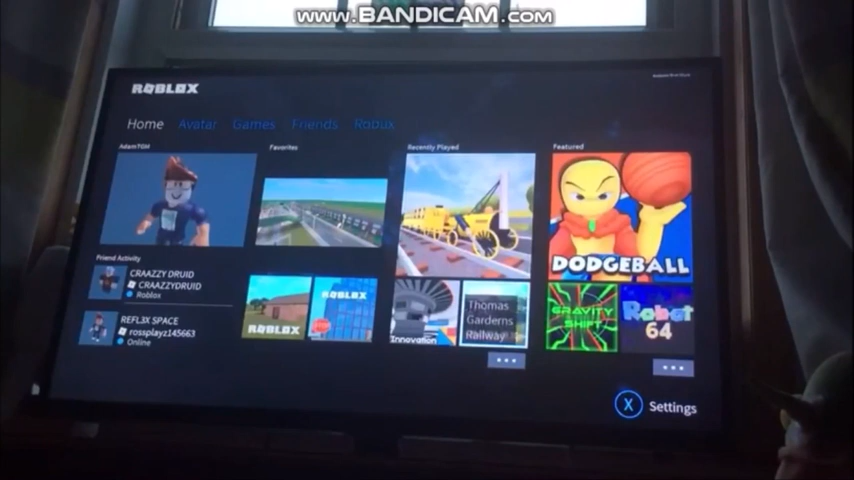 www.BANDICAM.com
ROBLOX
Home Avatar Games Friends Robux
AdamTGM
Favorites
Recently Played
Featured
Friend Activity
CRAAZZY DRUID
CRAAZZYDRUID
Roblox
REFL3X SPACE
rossplayz145663
Online
ROBLOX
ROBLOX
Innovation
Thomas
Garderns
Railway
DODGEBALL
GRAVITY
SHIFT
Robot
64
X Settings